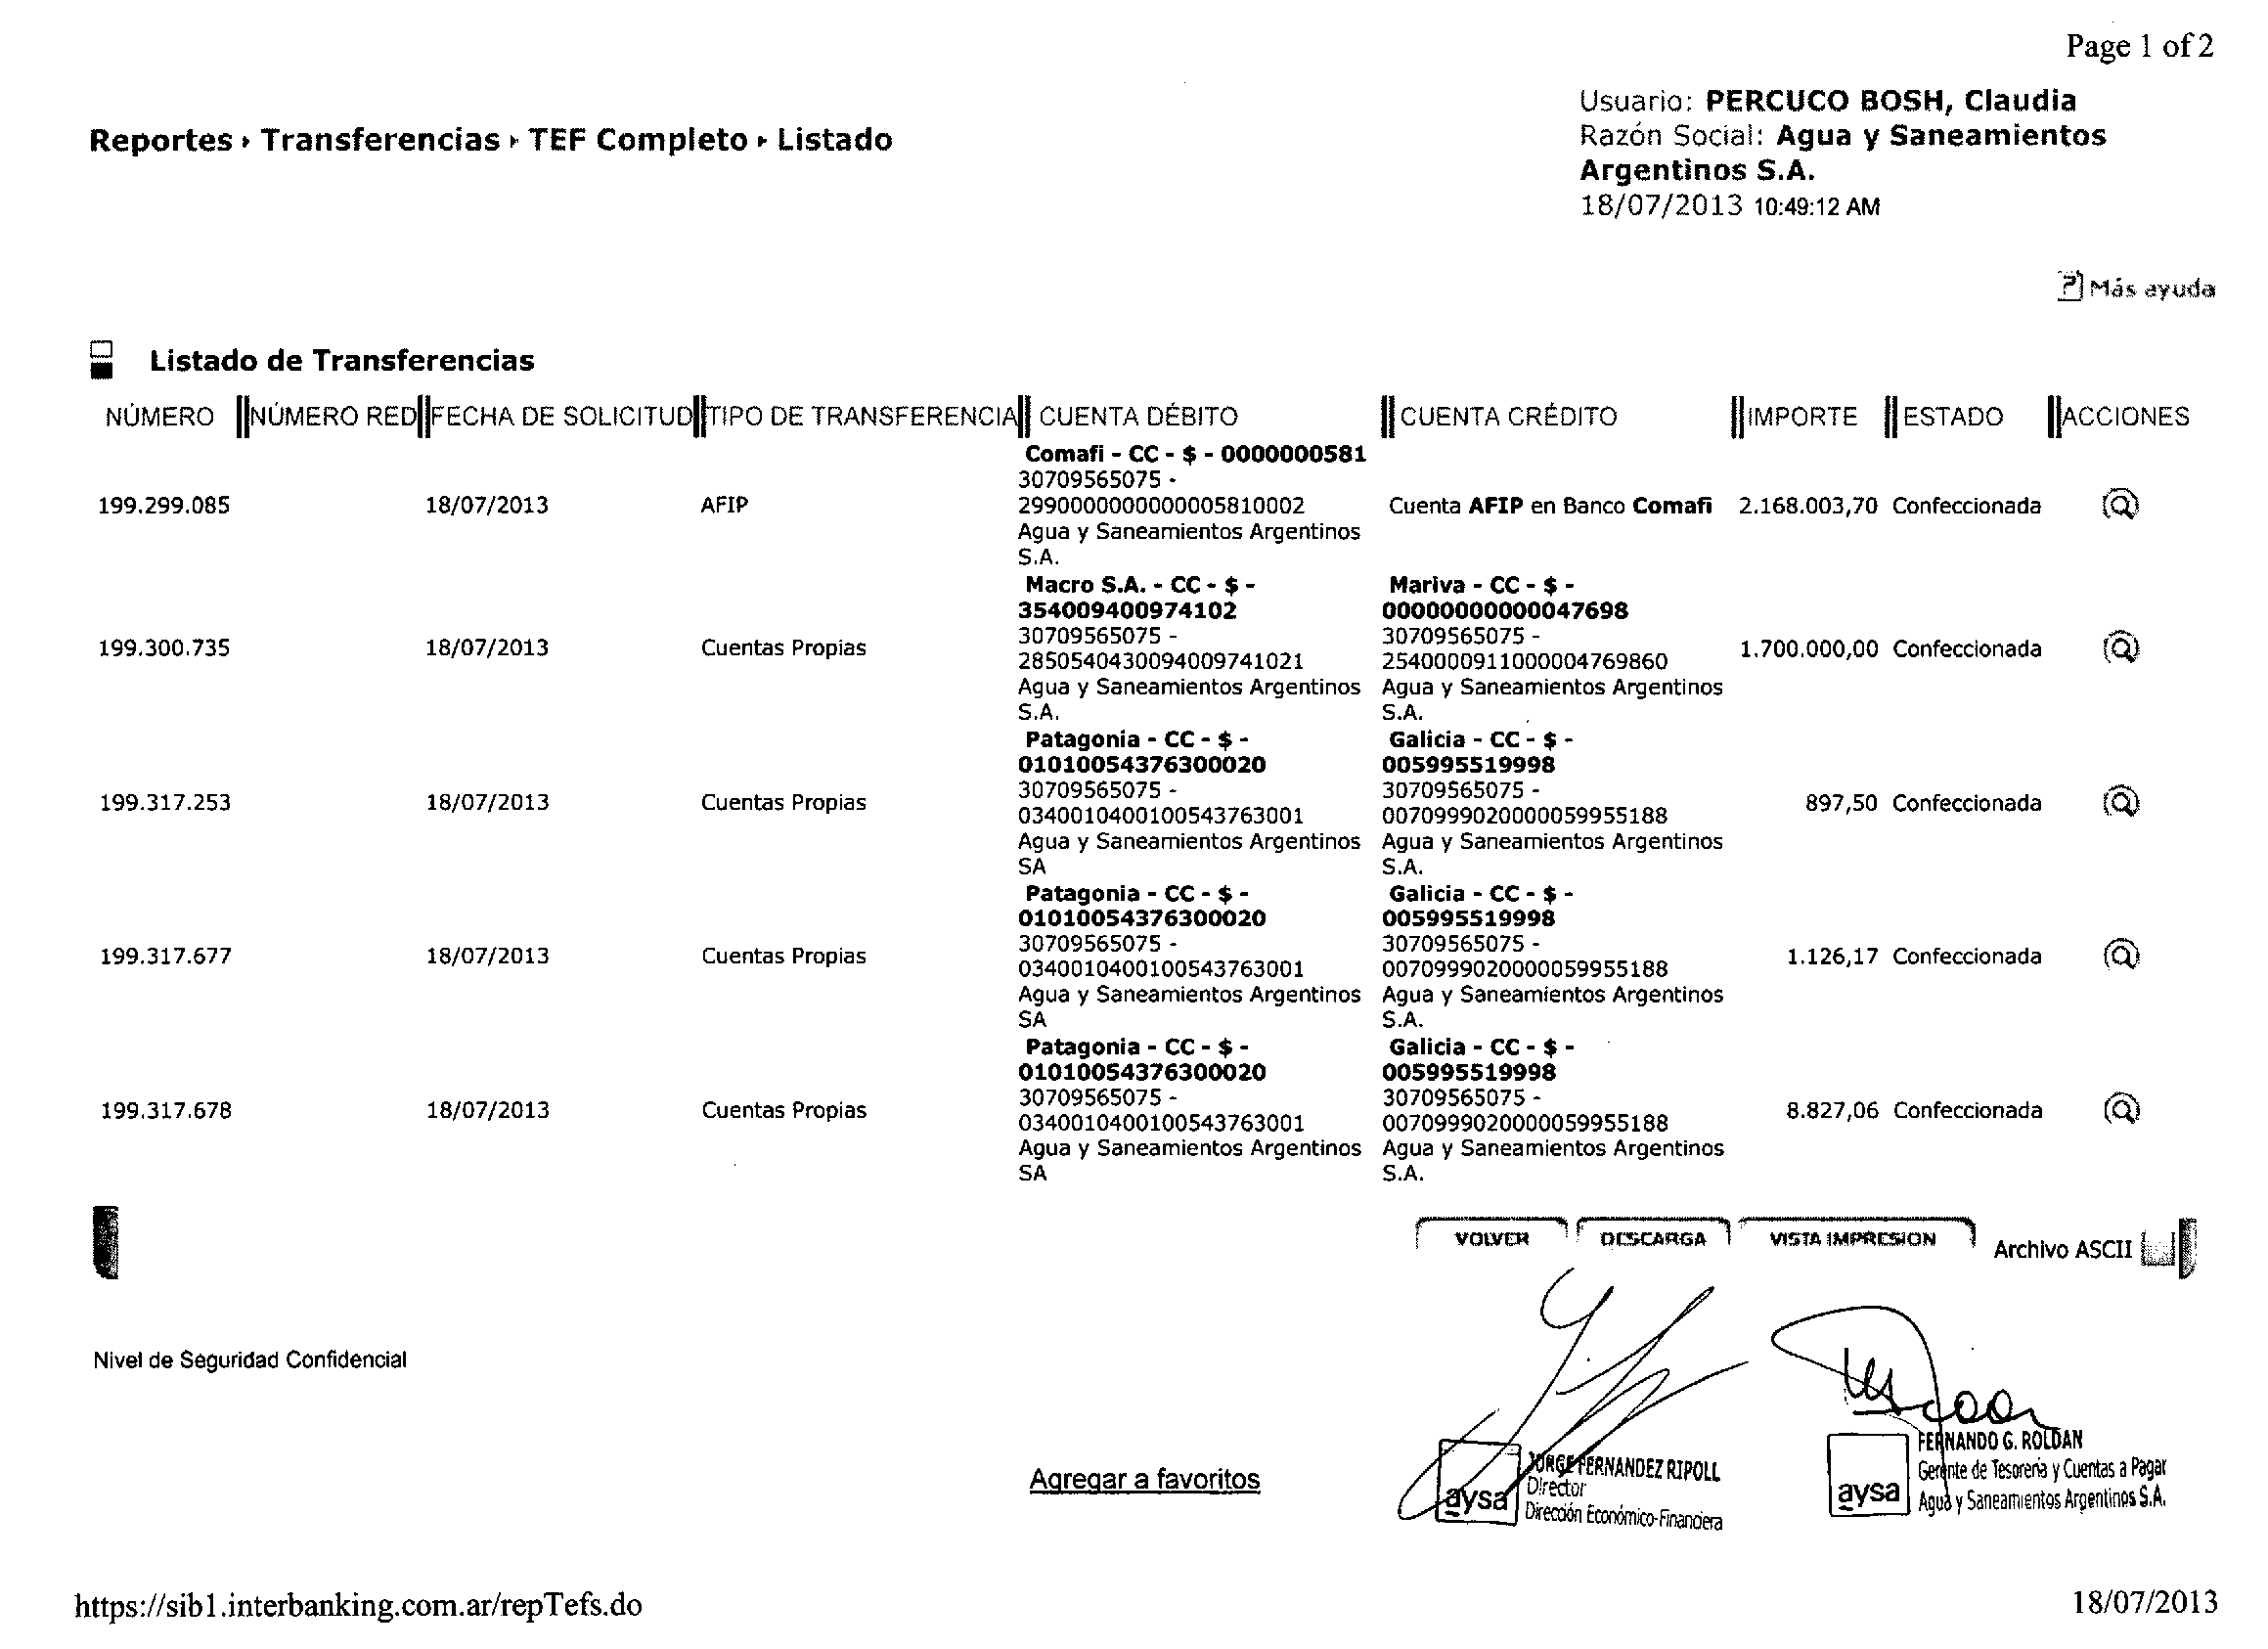 Page 1 of 2
Usuario: PERCUCO BOSH, Claudia
Reportes ▸ Transferencias ▸ TEF Completo ▸ Listado
Razón Social: Agua y Saneamientos
Argentinos S.A.
18/07/2013 10:49:12 AM
? Más ayuda
Listado de Transferencias
NÚMERO NÚMERO RED FECHA DE SOLICITUD TIPO DE TRANSFERENCIA CUENTA DÉBITO CUENTA CRÉDITO IMPORTE ESTADO ACCIONES
Comafi - CC - $ - 0000000581
30709565075 -
199.299.085 18/07/2013 AFIP 2990000000000005810002 Cuenta AFIP en Banco Comafi 2.168.003,70 Confeccionada
Agua y Saneamientos Argentinos
S.A.
Macro S.A. - CC - $ - Mariva - CC - $ -
354009400974102 00000000000047698
30709565075 - 30709565075 -
199.300.735 18/07/2013 Cuentas Propias 2850540430094009741021 2540000911000004769860 1.700.000,00 Confeccionada
Agua y Saneamientos Argentinos Agua y Saneamientos Argentinos
S.A. S.A.
Patagonia - CC - $ - Galicia - CC - $ -
01010054376300020 005995519998
30709565075 - 30709565075 -
199.317.253 18/07/2013 Cuentas Propias 0340010400100543763001 0070999020000059955188 897,50 Confeccionada
Agua y Saneamientos Argentinos Agua y Saneamientos Argentinos
SA S.A.
Patagonia - CC - $ - Galicia - CC - $ -
01010054376300020 005995519998
30709565075 - 30709565075 -
199.317.677 18/07/2013 Cuentas Propias 0340010400100543763001 0070999020000059955188 1.126,17 Confeccionada
Agua y Saneamientos Argentinos Agua y Saneamientos Argentinos
SA S.A.
Patagonia - CC - $ - Galicia - CC - $ -
01010054376300020 005995519998
30709565075 - 30709565075 -
199.317.678 18/07/2013 Cuentas Propias 0340010400100543763001 0070999020000059955188 8.827,06 Confeccionada
Agua y Saneamientos Argentinos Agua y Saneamientos Argentinos
SA S.A.
VOLVER DESCARGA VISTA IMPRESION Archivo ASCII
Nivel de Seguridad Confidencial
Agregar a favoritos
aysa
JORGE FERNANDEZ RIPOLL
Director
Dirección Económico-Financiera
aysa
FERNANDO G. ROLDAN
Gerente de Tesorería y Cuentas a Pagar
Agua y Saneamientos Argentinos S.A.
https://sib1.interbanking.com.ar/repTefs.do 18/07/2013